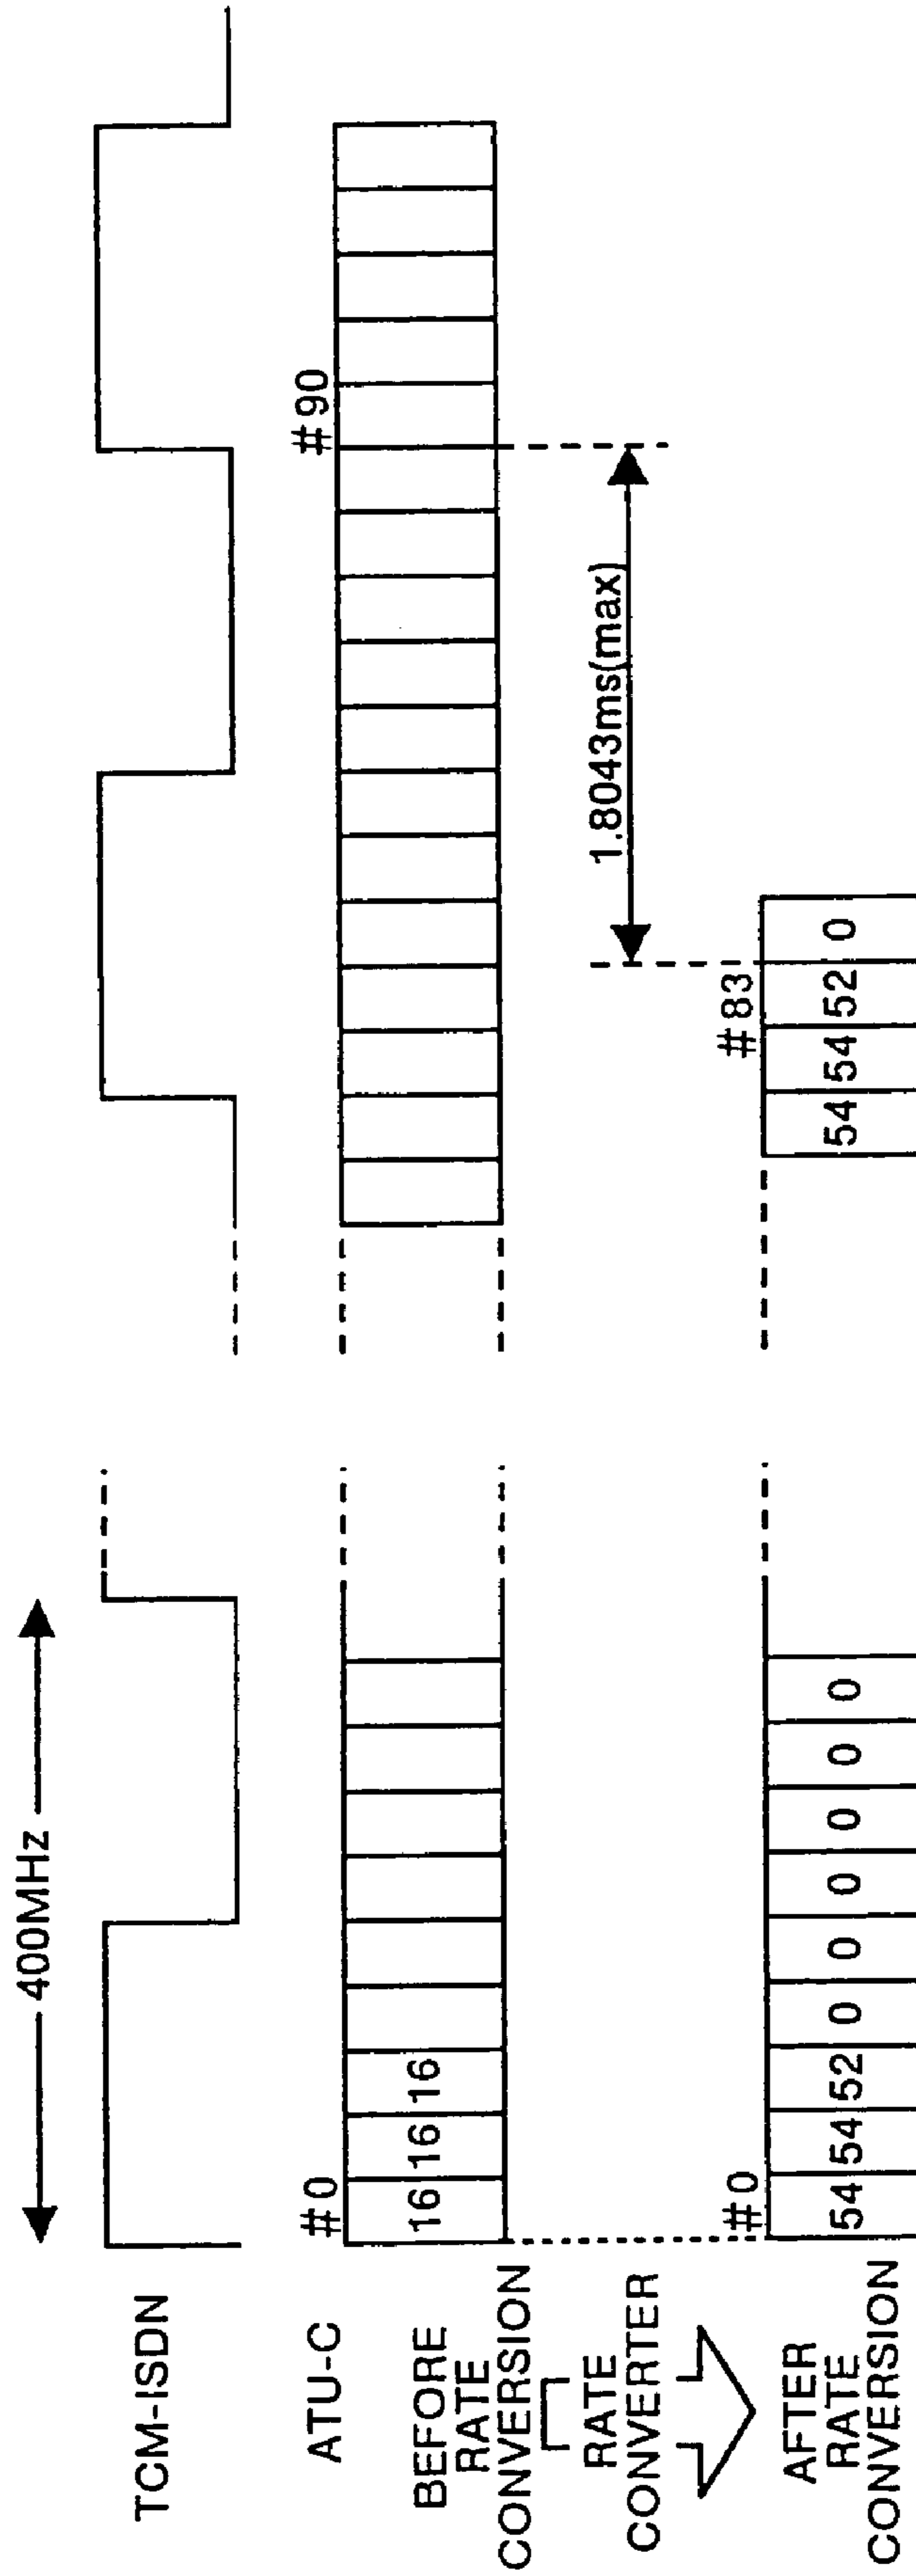 400MHz
TCM-ISDN
ATU-C
#0
#90
BEFORE
RATE
CONVERSION
16 16 16
1.8043ms(max)
RATE
CONVERTER
#0
#83
AFTER
RATE
CONVERSION
54 54 52 0 0 0 0 0 0
54 54 52 0